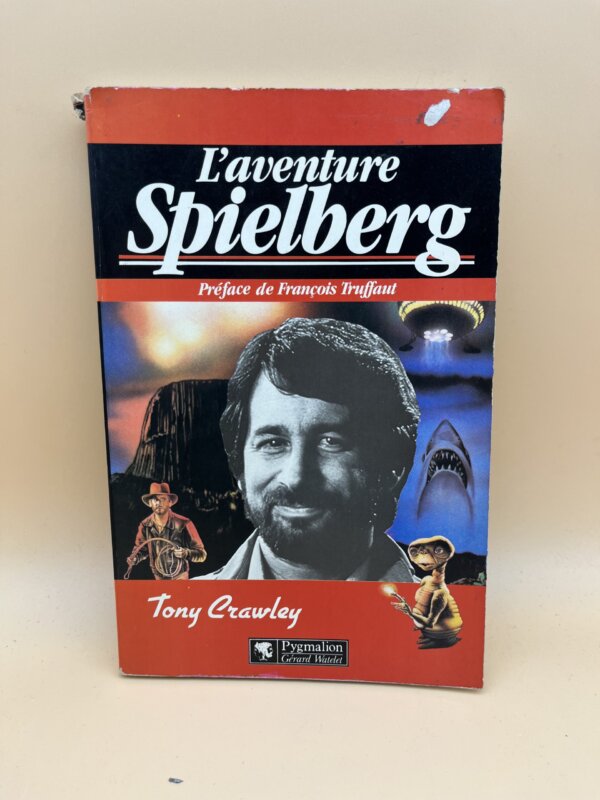 L'aventure
Spielberg
Préface de François Truffaut
Tony Crawley
Pygmalion
Gérard Watelet